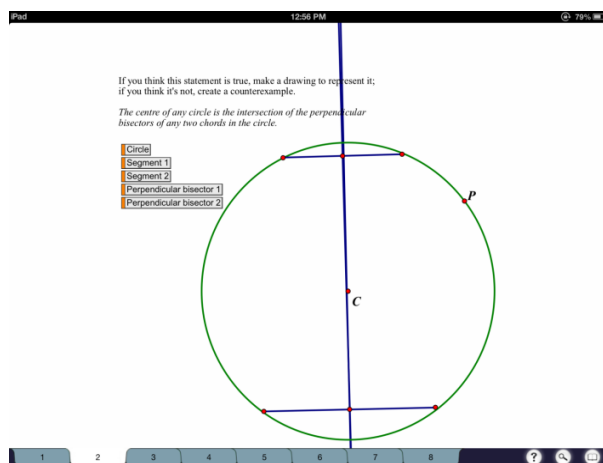 iPad 12:56 PM 79%
If you think this statement is true, make a drawing to represent it;
if you think it's not, create a counterexample.
The centre of any circle is the intersection of the perpendicular
bisectors of any two chords in the circle.
Circle
Segment 1
Segment 2
Perpendicular bisector 1
Perpendicular bisector 2
P
C
1 2 3 4 5 6 7 8 ?